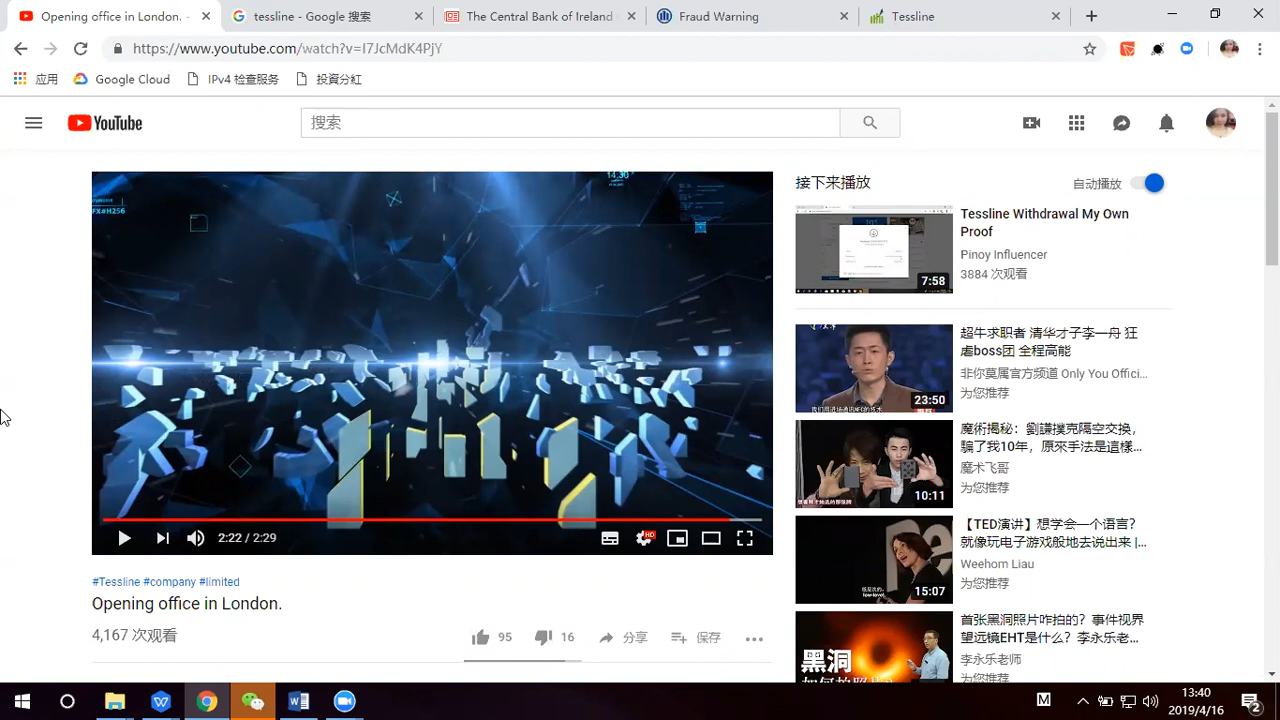 Opening office in London. -
tessline - Google 搜索
The Central Bank of Ireland
Fraud Warning
Tessline
https://www.youtube.com/watch?v=I7JcMdK4PjY
应用
Google Cloud
IPv4 检查服务
投資分紅
YouTube
搜索
14:30
FX#H256
2:22 / 2:29
HD
#Tessline #company #limited
Opening office in London.
4,167 次观看
95
16
分享
保存
接下来播放
自动播放
7:58
Tessline Withdrawal My Own
Proof
Pinoy Influencer
3884 次观看
23:50
超牛求职者 清华才子李一舟 狂
虐boss团 全程高能
非你莫属官方频道 Only You Offici...
为您推荐
10:11
魔術揭秘：劉謙撲克隔空交換，
騙了我10年，原來手法是這樣...
魔术飞哥
为您推荐
15:07
【TED演讲】想学会一个语言？
就像玩电子游戏般地去说出来 |...
Weehom Liau
为您推荐
黑洞
首张黑洞照片咋拍的？事件视界
望远镜EHT是什么？李永乐老...
李永乐老师
为您推荐
M
13:40
2019/4/16
2